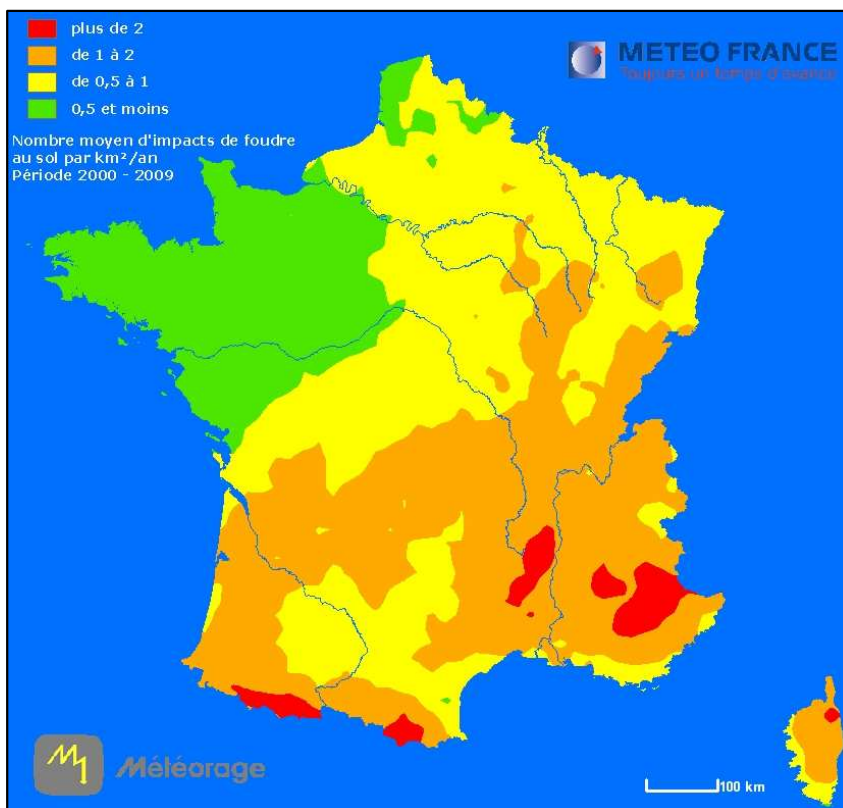 plus de 2
de 1 à 2
de 0,5 à 1
0,5 et moins
METEO FRANCE
Toujours un temps d'avance
Nombre moyen d'impacts de foudre
au sol par km²/an
Période 2000 - 2009
Météorage
100 km